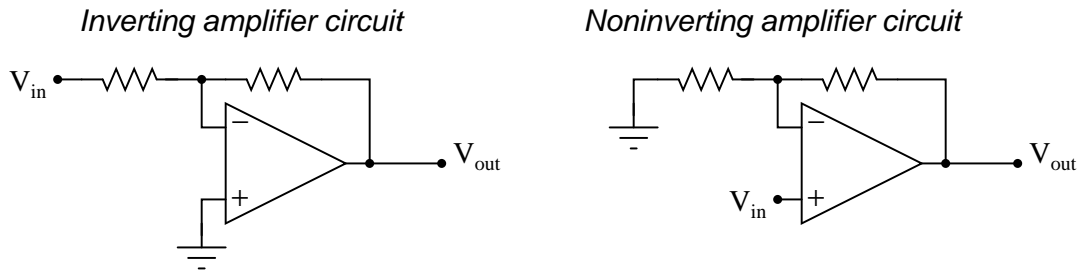 Inverting amplifier circuit
V_in
−
+
V_out
Noninverting amplifier circuit
−
+
V_in
V_out